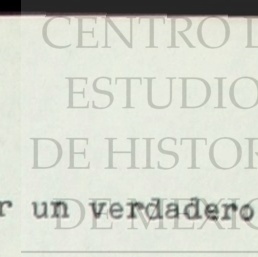 CENTRO D
ESTUDIO
DE HISTOR
DE MEXIC
r un verdadero